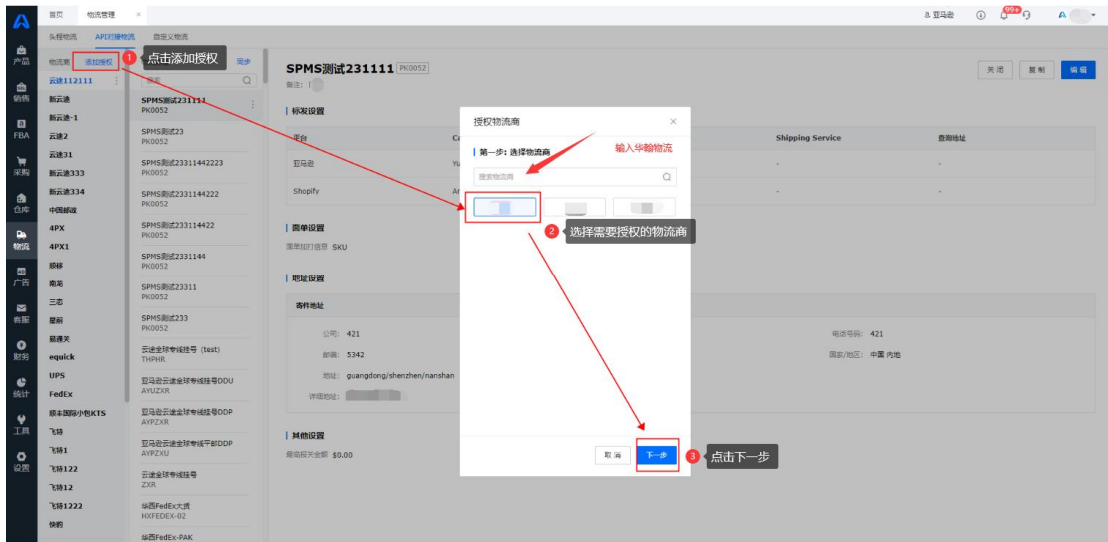 首页 物流管理 ×
亚马逊 99+ A
头程物流 API对接物流 自定义物流
物流商 添加授权
1 点击添加授权
同步
搜索
产品
销售
FBA
采购
仓库
物流
广告
客服
财务
统计
工具
设置
云途112111
新云途
新云途-1
云途2
云途31
新云途333
新云途334
中国邮政
4PX
4PX1
顺移
南龙
三态
星前
易通关
equick
UPS
FedEx
顺丰国际小包KTS
飞特
飞特1
飞特122
飞特12
飞特1222
快豹
SPMS测试231111
PK0052
SPMS测试23
PK0052
SPMS测试23311442223
PK0052
SPMS测试2331144222
PK0052
SPMS测试233114422
PK0052
SPMS测试2331144
PK0052
SPMS测试23311
PK0052
SPMS测试233
PK0052
云途全球专线挂号 (test)
THPHR
亚马逊云途全球专线挂号DDU
AYUZXR
亚马逊云途全球专线挂号DDP
AYPZXR
亚马逊云途全球专线平邮DDP
AYPZXU
云途全球专线挂号
ZXR
华西FedEx大货
HXFEDEX-02
华西FedEx-PAK
SPMS测试231111 PK0052
备注:
关闭 复制 编辑
标发设置
平台 Shipping Service 查询地址
亚马逊 - -
Shopify - -
面单设置
面单加打信息 SKU
地址设置
寄件地址
公司: 421 电话号码: 421
邮编: 5342 国家/地区: 中国 内地
地址: guangdong/shenzhen/nanshan
详细地址:
其他设置
最高报关金额 $0.00
授权物流商 ×
第一步: 选择物流商
输入华翰物流
搜索物流商
2 选择需要授权的物流商
取消 下一步
3 点击下一步